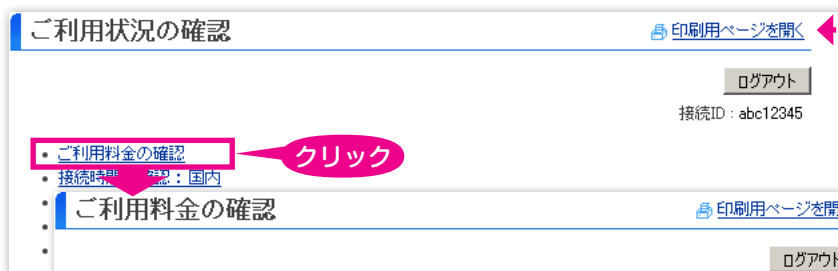 ご利用状況の確認
印刷用ページを開く
ログアウト
接続ID：abc12345
• ご利用料金の確認
クリック
• 接続時間 確認：国内
ご利用料金の確認
印刷用ページを開
ログアウト